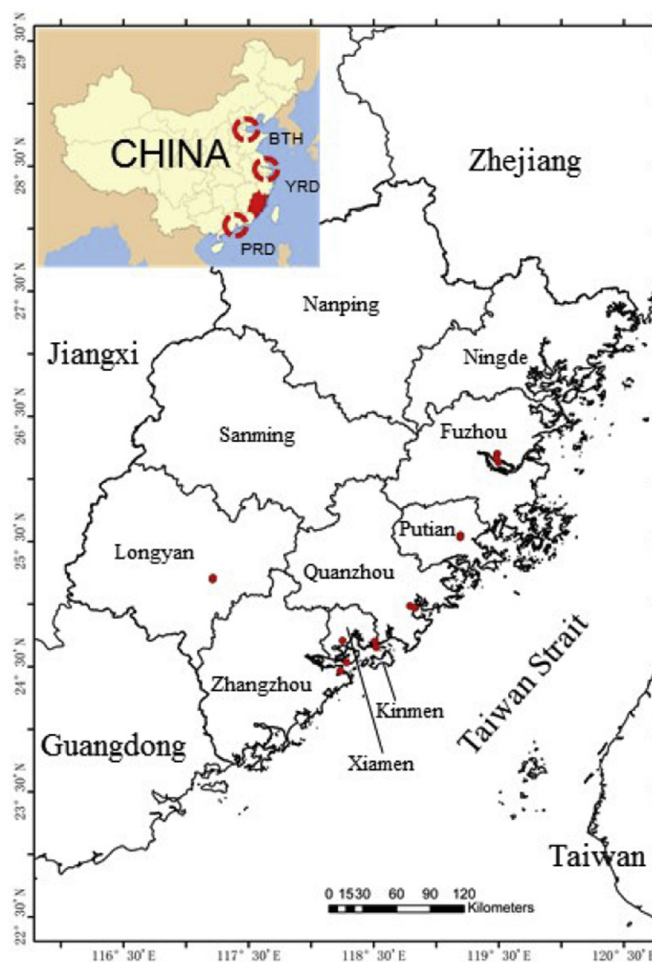 29° 30′N
28° 30′N
27° 30′N
26° 30′N
25° 30′N
24° 30′N
23° 30′N
22° 30′N
CHINA
BTH
YRD
PRD
Zhejiang
Nanping
Jiangxi
Ningde
Fuzhou
Sanming
Putian
Longyan
Quanzhou
Zhangzhou
Kinmen
Xiamen
Guangdong
Taiwan Strait
Taiwan
0 15 30 60 90 120
Kilometers
116° 30′E 117° 30′E 118° 30′E 119° 30′E 120° 30′E